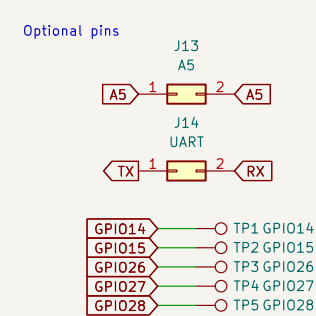 Optional pins
J13
A5
A5 1 2 A5
J14
UART
TX 1 2 RX
GPIO14 TP1 GPIO14
GPIO15 TP2 GPIO15
GPIO26 TP3 GPIO26
GPIO27 TP4 GPIO27
GPIO28 TP5 GPIO28